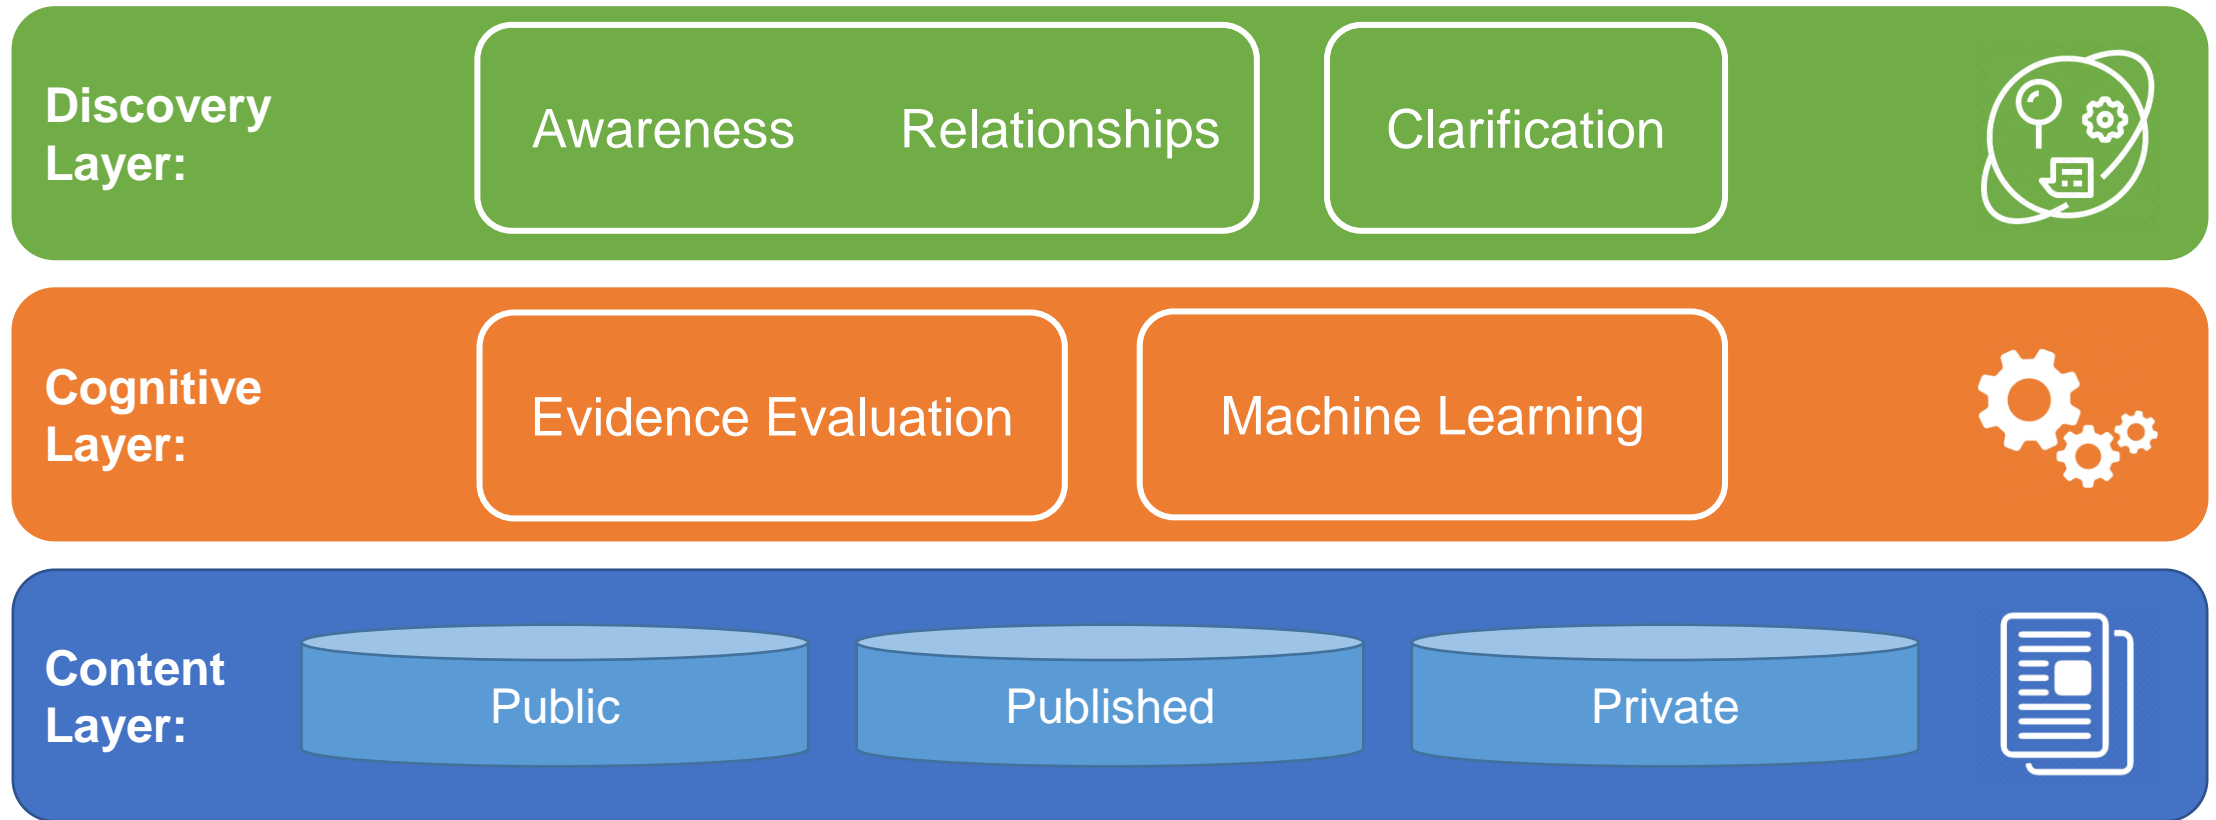 Discovery
Layer:
Awareness Relationships
Clarification
Cognitive
Layer:
Evidence Evaluation
Machine Learning
Content
Layer:
Public
Published
Private